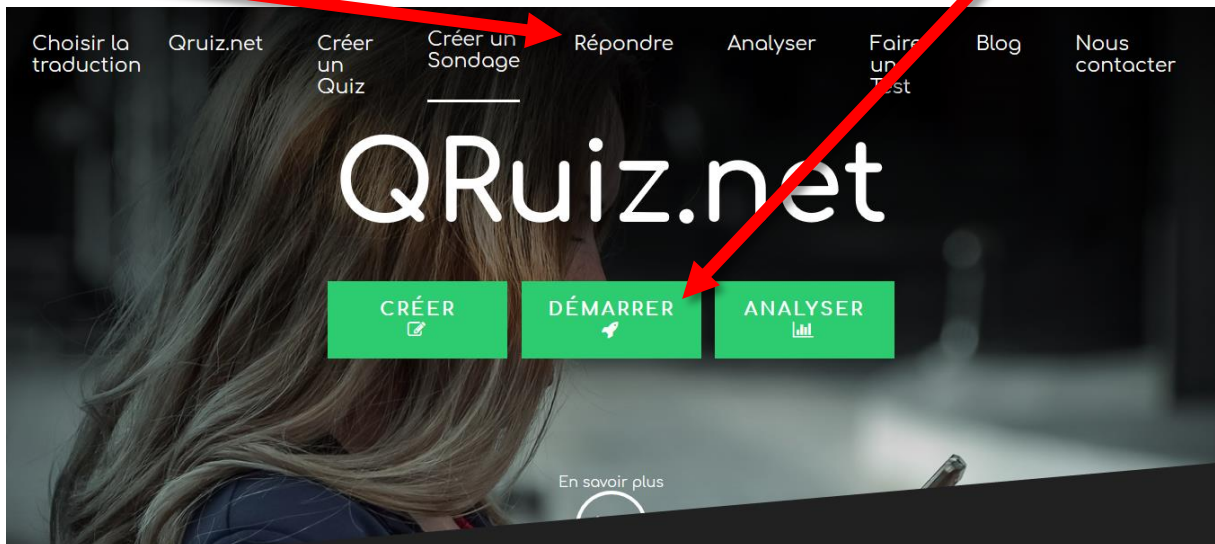 Choisir la
traduction
Qruiz.net
Créer
un
Quiz
Créer un
Sondage
Répondre
Analyser
Faire
un
Test
Blog
Nous
contacter
QRuiz.net
CRÉER
DÉMARRER
ANALYSER
En savoir plus